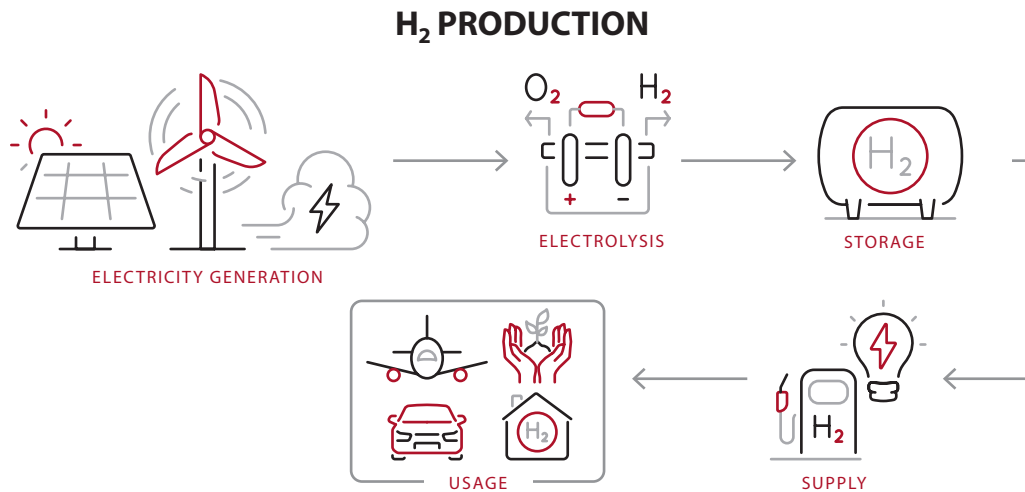 H₂ PRODUCTION
O₂
H₂
+
-
H₂
ELECTRICITY GENERATION
ELECTROLYSIS
STORAGE
H₂
H₂
USAGE
SUPPLY